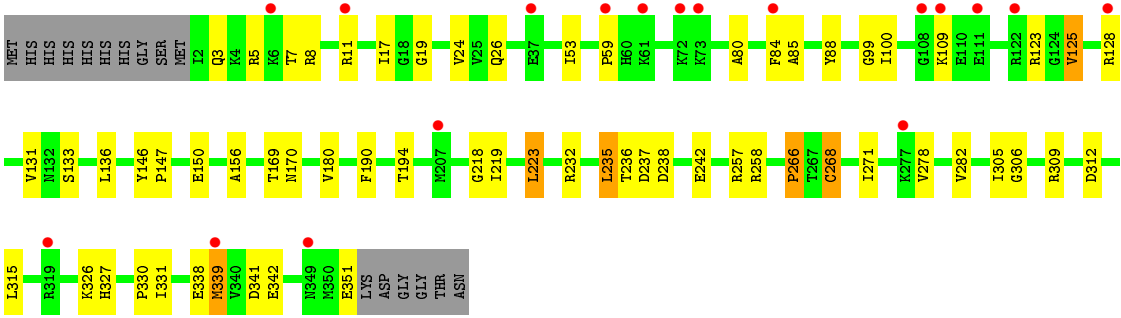 MET HIS HIS HIS HIS HIS HIS GLY SER MET I2 Q3 K4 R5 K6 T7 R8 R11 I17 G18 G19 V24 V25 Q26 E37 I53 P59 H60 K61 K72 K73 A80 F84 A85 Y88 G99 I100 G108 K109 E110 E111 R122 R123 G124 V125 R128
V131 N132 S133 L136 Y146 P147 E150 A156 T169 N170 V180 F190 T194 M207 G218 I219 L223 R232 L235 T236 D237 D238 E242 R257 R258 P266 T267 C268 I271 K277 V278 V282 I305 G306 R309 D312
L315 R319 K326 H327 P330 I331 E338 M339 V340 D341 E342 N349 M350 E351 LYS ASP GLY GLY THR ASN